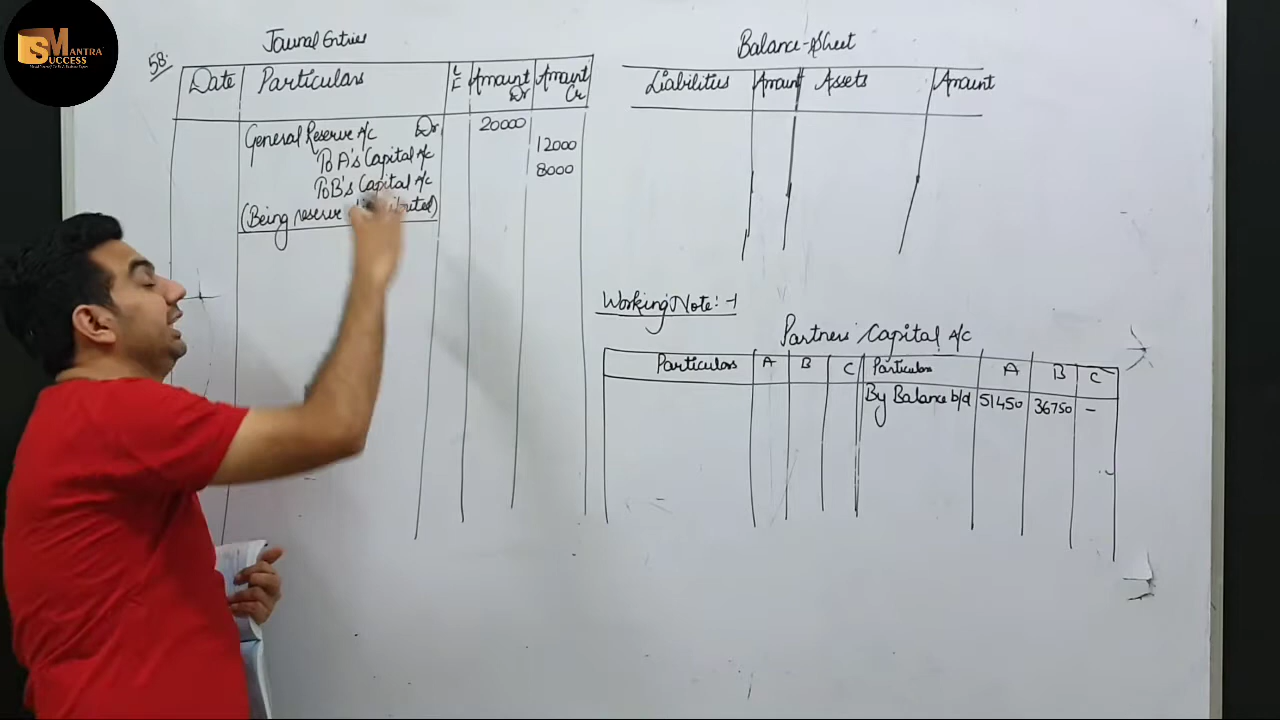 SMANTRA
SUCCESS
58.
Journal Entries
Date Particulars L F Amount Dr Amount Cr
General Reserve A/c Dr 20000
To A's Capital A/c 12000
To B's Capital A/c 8000
(Being reserve distributed)
Balance-Sheet
Liabilities Amount Assets Amount
Working Note:-1
Partners' Capital A/c
Particulars A B C Particulars A B C
By Balance b/d 51450 36750 -